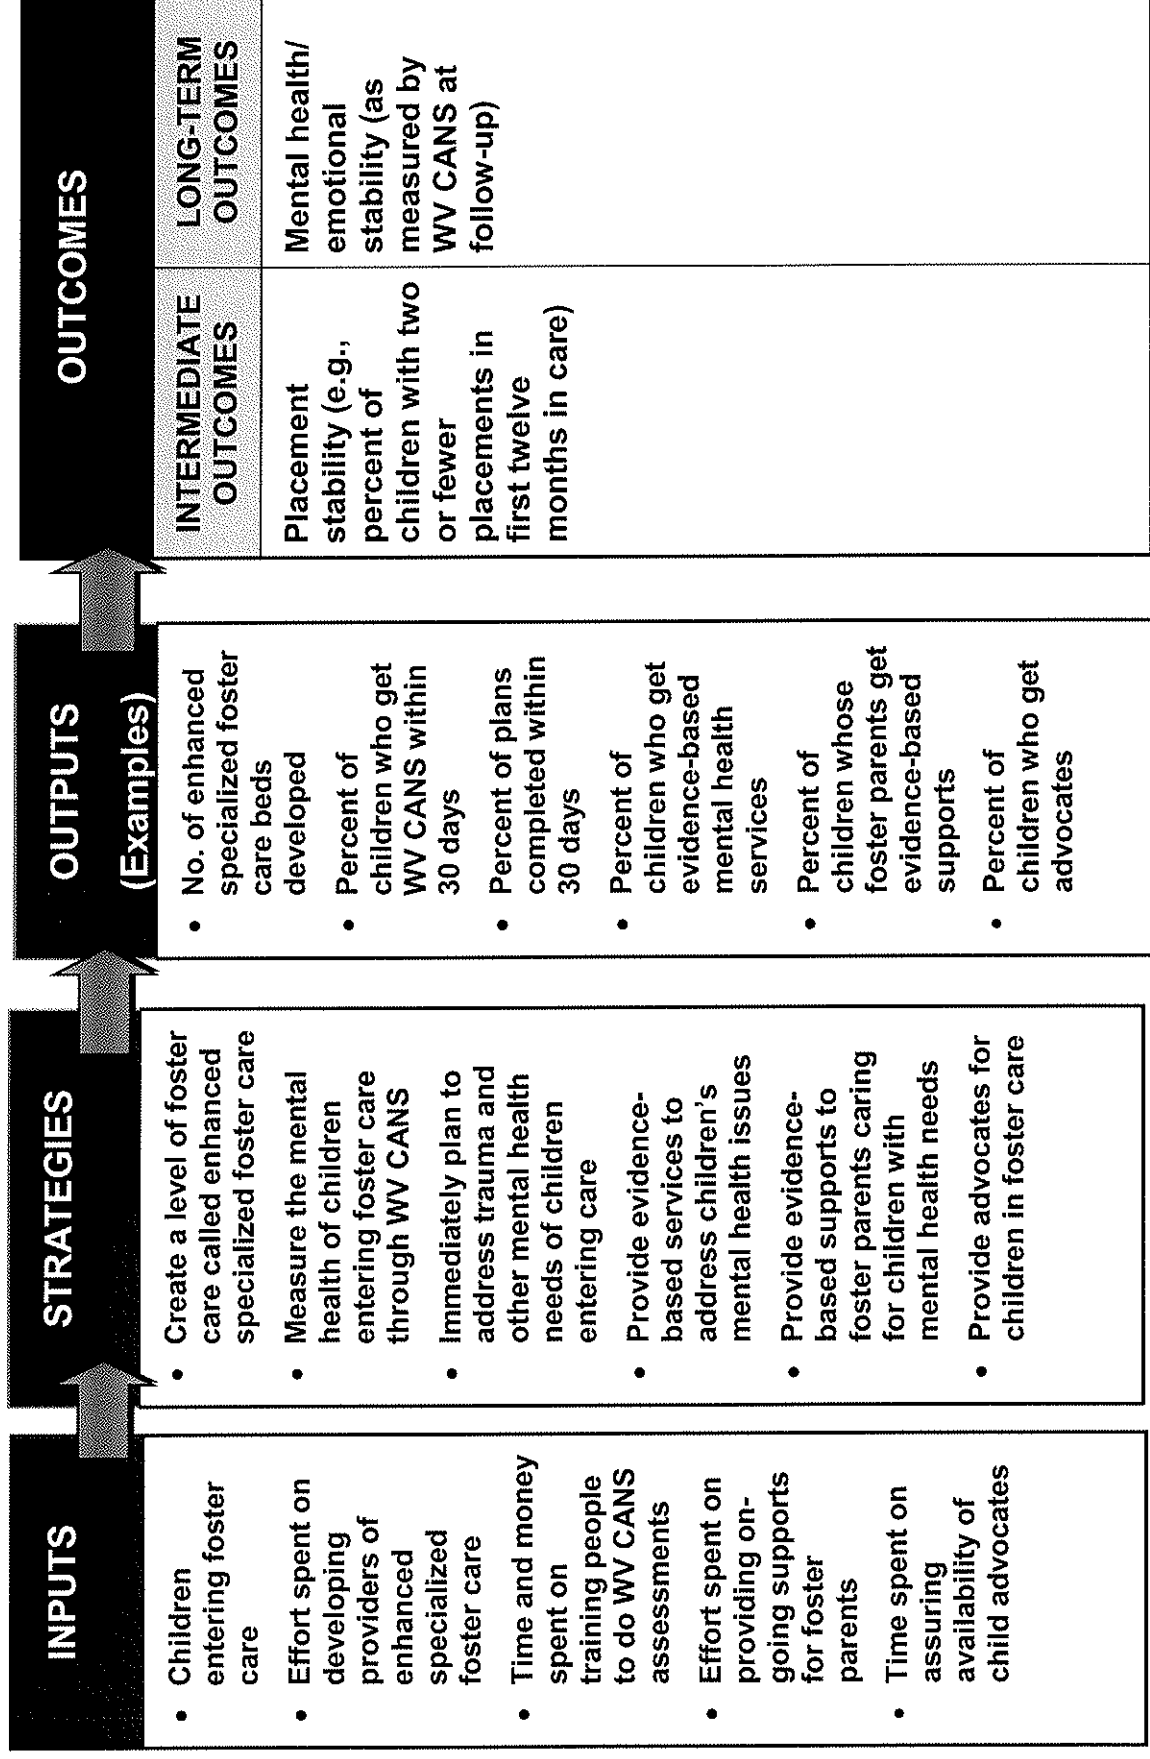 INPUTS
• Children
entering foster
care
• Effort spent on
developing
providers of
enhanced
specialized
foster care
• Time and money
spent on
training people
to do WV CANS
assessments
• Effort spent on
providing on-
going supports
for foster
parents
• Time spent on
assuring
availability of
child advocates
STRATEGIES
• Create a level of foster
care called enhanced
specialized foster care
• Measure the mental
health of children
entering foster care
through WV CANS
• Immediately plan to
address trauma and
other mental health
needs of children
entering care
• Provide evidence-
based services to
address children's
mental health issues
• Provide evidence-
based supports to
foster parents caring
for children with
mental health needs
• Provide advocates for
children in foster care
OUTPUTS
(Examples)
• No. of enhanced
specialized foster
care beds
developed
• Percent of
children who get
WV CANS within
30 days
• Percent of plans
completed within
30 days
• Percent of
children who get
evidence-based
mental health
services
• Percent of
children whose
foster parents get
evidence-based
supports
• Percent of
children who get
advocates
OUTCOMES
INTERMEDIATE
OUTCOMES
Placement
stability (e.g.,
percent of
children with two
or fewer
placements in
first twelve
months in care)
LONG-TERM
OUTCOMES
Mental health/
emotional
stability (as
measured by
WV CANS at
follow-up)